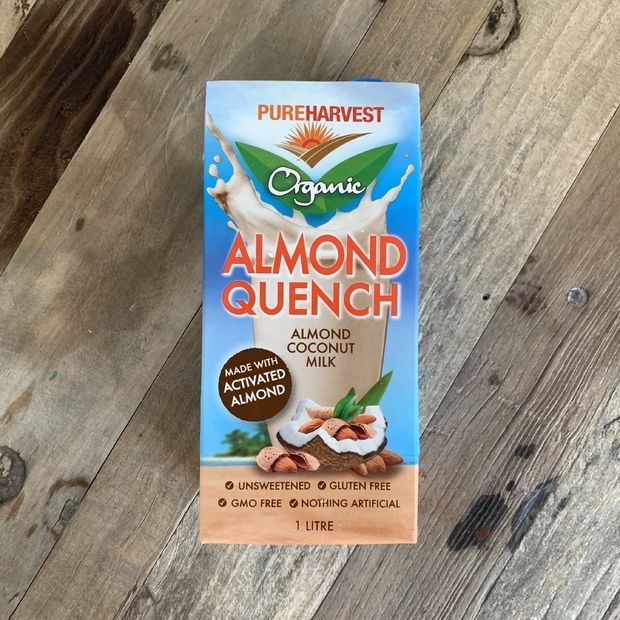 PUREHARVEST
Organic
ALMOND
QUENCH
ALMOND
COCONUT
MILK
MADE WITH
ACTIVATED
ALMOND
UNSWEETENED GLUTEN FREE
GMO FREE NOTHING ARTIFICIAL
1 LITRE